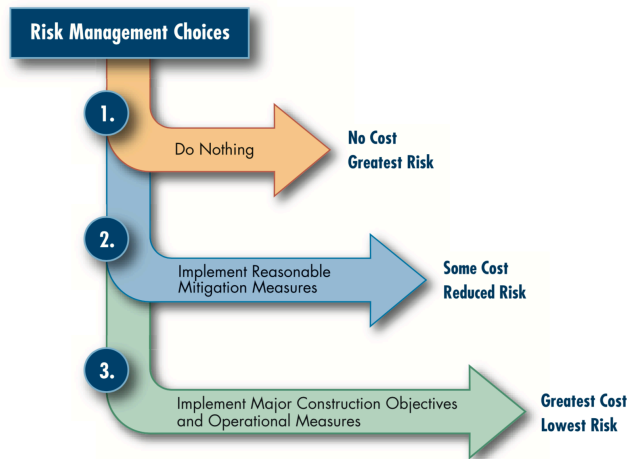 Risk Management Choices
1.
Do Nothing
No Cost
Greatest Risk
2.
Implement Reasonable
Mitigation Measures
Some Cost
Reduced Risk
3.
Implement Major Construction Objectives
and Operational Measures
Greatest Cost
Lowest Risk